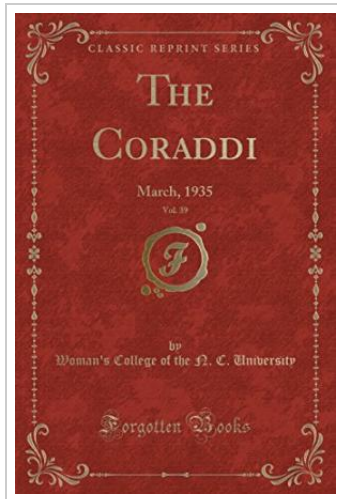 CLASSIC REPRINT SERIES
THE
CORADDI
March, 1935
Vol. 39
F
by
Woman's College of the N. C. University
Forgotten Books